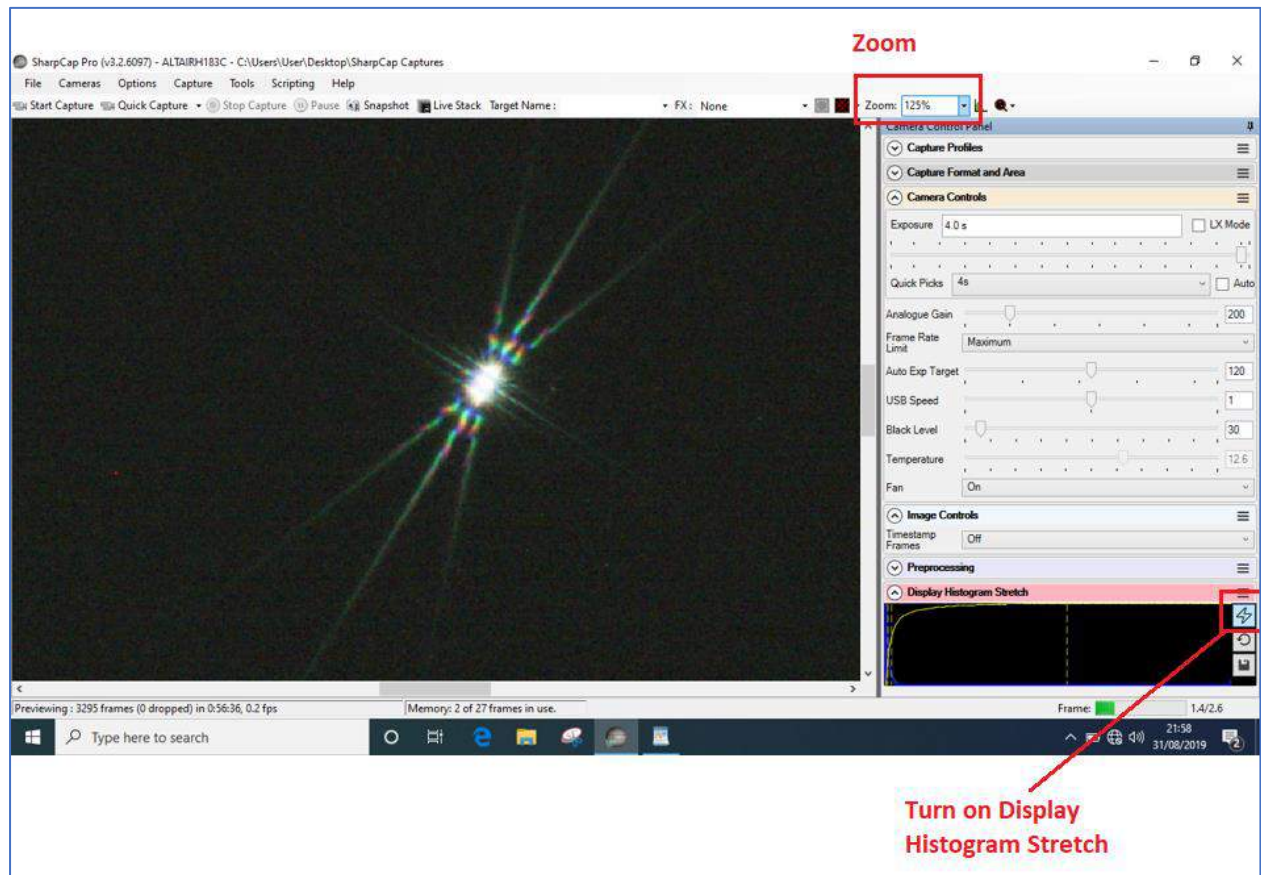 Zoom
SharpCap Pro (v3.2.6097) - ALTAIRH183C - C:\Users\User\Desktop\SharpCap Captures
File Cameras Options Capture Tools Scripting Help
Start Capture Quick Capture Stop Capture Pause Snapshot Live Stack Target Name: FX: None Zoom: 125%
Camera Control Panel
Capture Profiles
Capture Format and Area
Camera Controls
Exposure 4.0 s LX Mode
Quick Picks 4s Auto
Analogue Gain 200
Frame Rate
Limit Maximum
Auto Exp Target 120
USB Speed 1
Black Level 30
Temperature 12.6
Fan On
Image Controls
Timestamp
Frames Off
Preprocessing
Display Histogram Stretch
Previewing : 3295 frames (0 dropped) in 0:56:36, 0.2 fps Memory: 2 of 27 frames in use. Frame: 1.4/2.6
Type here to search 21:58
31/08/2019 2
Turn on Display
Histogram Stretch